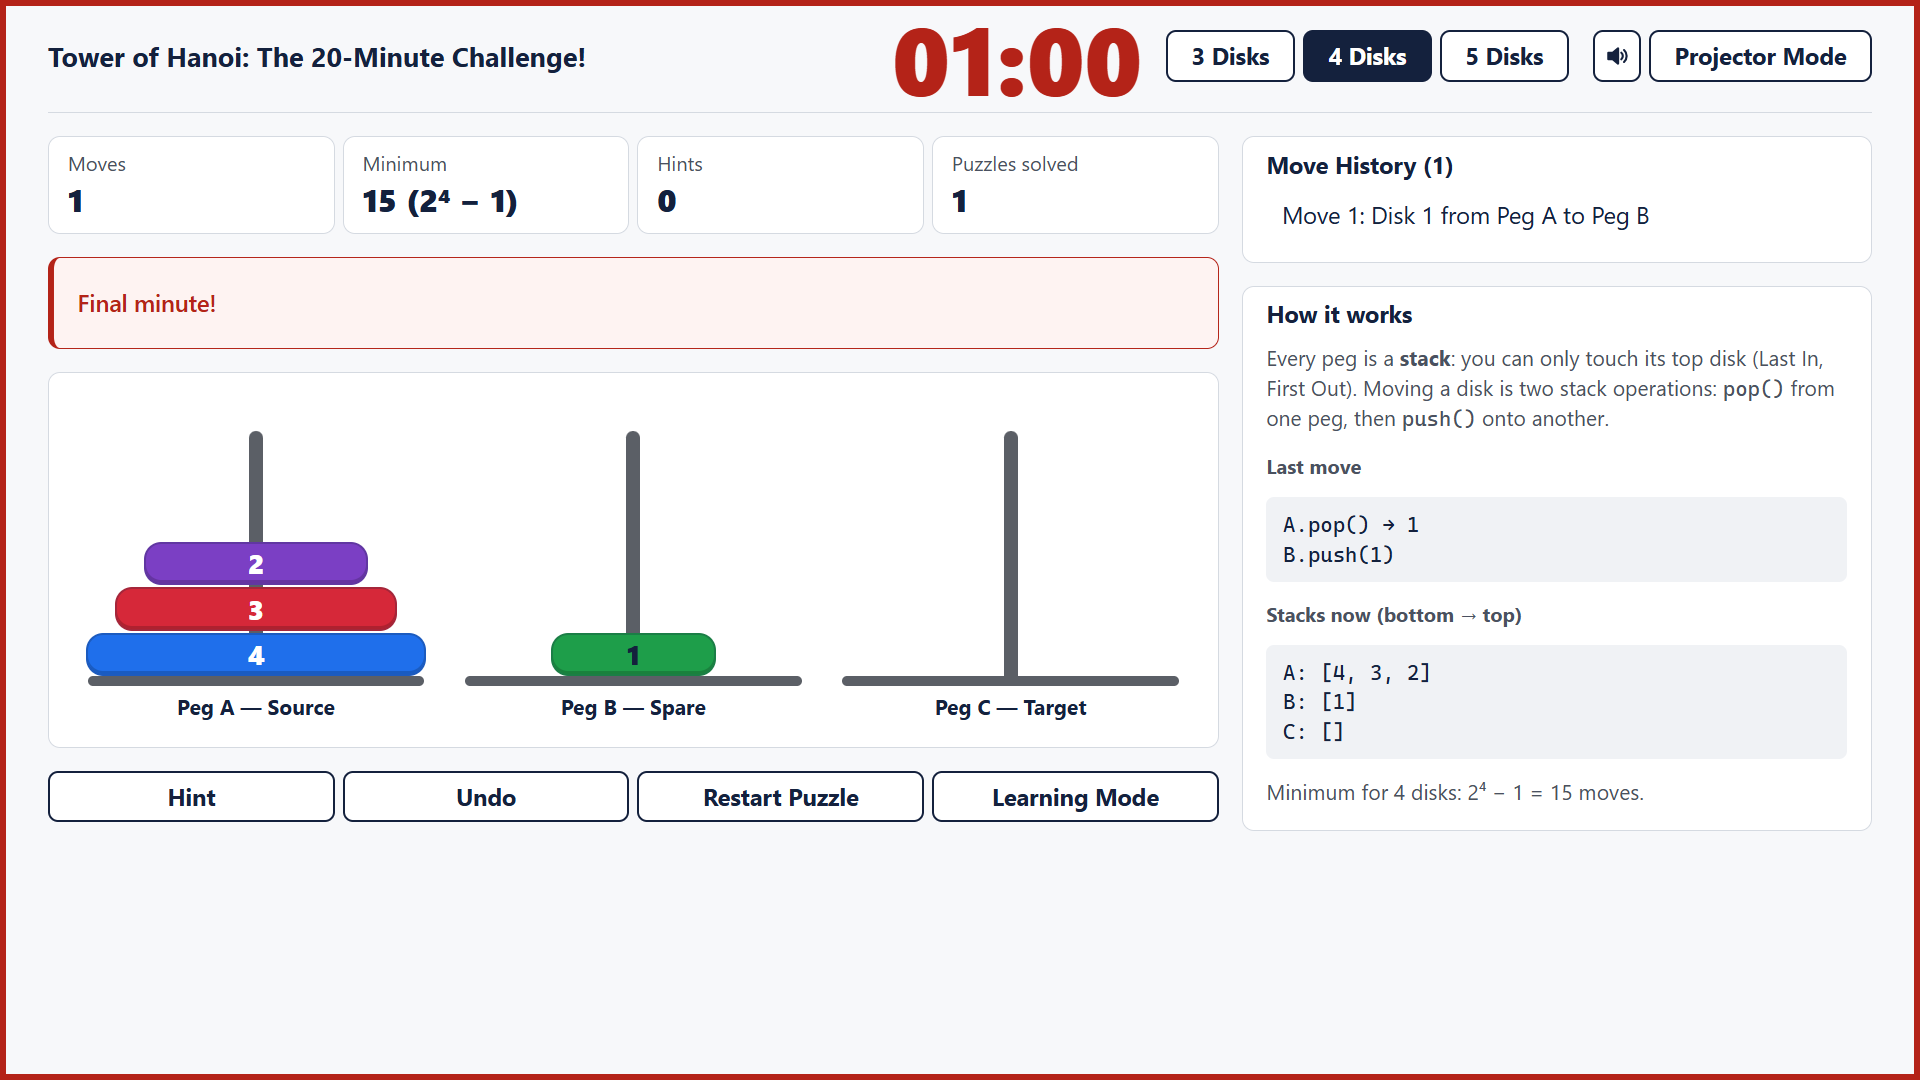 Tower of Hanoi: The 20-Minute Challenge!
01:00
3 Disks
4 Disks
5 Disks
Projector Mode
Moves
1
Minimum
15 (2⁴ − 1)
Hints
0
Puzzles solved
1
Final minute!
2
3
4
1
Peg A — Source
Peg B — Spare
Peg C — Target
Hint
Undo
Restart Puzzle
Learning Mode
Move History (1)
Move 1: Disk 1 from Peg A to Peg B
How it works
Every peg is a stack: you can only touch its top disk (Last In,
First Out). Moving a disk is two stack operations: pop() from
one peg, then push() onto another.
Last move
A.pop() → 1
B.push(1)
Stacks now (bottom → top)
A: [4, 3, 2]
B: [1]
C: []
Minimum for 4 disks: 2⁴ − 1 = 15 moves.